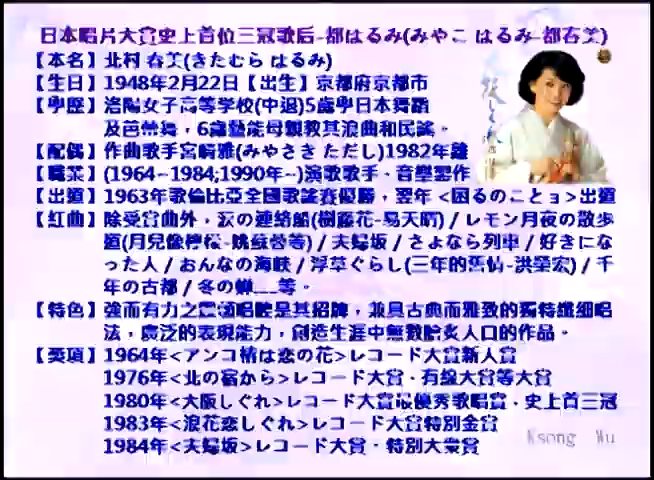 日本唱片大賞史上首位三冠歌后-都はるみ(みやこ はるみ-都春美)
【本名】北村 春美(きたむら はるみ)
【生日】1948年2月22日【出生】京都府京都市
【學歷】洛陽女子高等学校(中退)5歲學日本舞蹈
及芭蕾舞，6歲藝能母親教其浪曲和民謠。
【配偶】作曲歌手宮崎雅(みやさき ただし)1982年離
【職業】(1964~1984;1990年~)演歌歌手、音樂製作
【出道】1963年歌倫比亞全國歌謠賽優勝，翌年 <困るのことョ>出道
【紅曲】除受賞曲外，涙の連絡船(樹藤花-易天晴) / レモン月夜の散歩
道(月兒像檸檬-姚蘇蓉等) / 夫婦坂 / さよなら列車 / 好きにな
った人 / おんなの海峡 / 浮草ぐらし(三年的舊情-洪榮宏) / 千
年の古都 / 冬の蝉……等。
【特色】強而有力之震撼唱腔是其招牌，兼具古典而雅致的獨特纖細唱
法，廣泛的表現能力，創造生涯中無數膾炙人口的作品。
【獎項】1964年<アンコ椿は恋の花>レコード大賞新人賞
1976年<北の宿から>レコード大賞、有線大賞等大賞
1980年<大阪しぐれ>レコード大賞最優秀歌唱賞、史上首三冠
1983年<浪花恋しぐれ>レコード大賞特別金賞
1984年<夫婦坂>レコード大賞、特別大衆賞
Ksong Wu